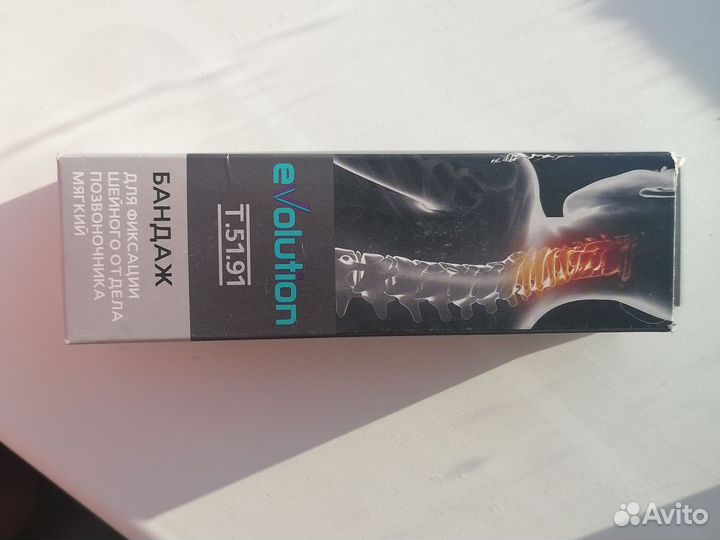 evolution
T.51.91
БАНДАЖ
ДЛЯ ФИКСАЦИИ
ШЕЙНОГО ОТДЕЛА
ПОЗВОНОЧНИКА
МЯГКИЙ
Avito